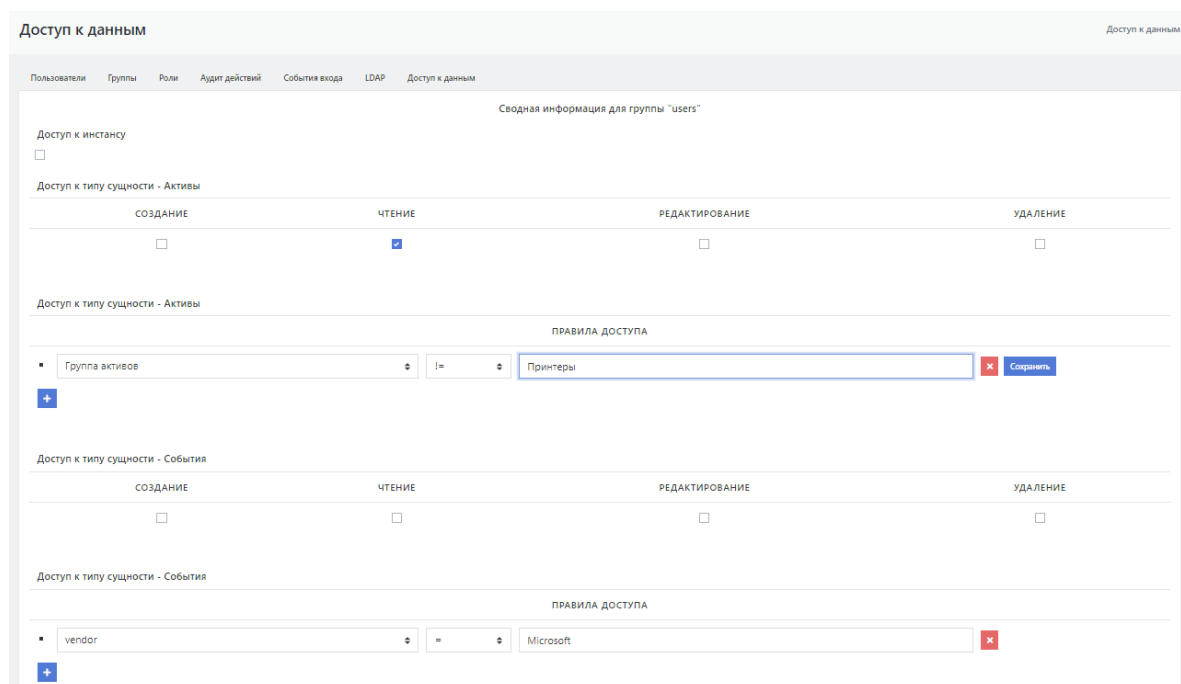 Доступ к данным
Доступ к данным
Пользователи Группы Роли Аудит действий События входа LDAP Доступ к данным
Сводная информация для группы "users"
Доступ к инстансу
Доступ к типу сущности - Активы
СОЗДАНИЕ ЧТЕНИЕ РЕДАКТИРОВАНИЕ УДАЛЕНИЕ
Доступ к типу сущности - Активы
ПРАВИЛА ДОСТУПА
Группа активов != Принтеры Сохранить
Доступ к типу сущности - События
СОЗДАНИЕ ЧТЕНИЕ РЕДАКТИРОВАНИЕ УДАЛЕНИЕ
Доступ к типу сущности - События
ПРАВИЛА ДОСТУПА
vendor = Microsoft